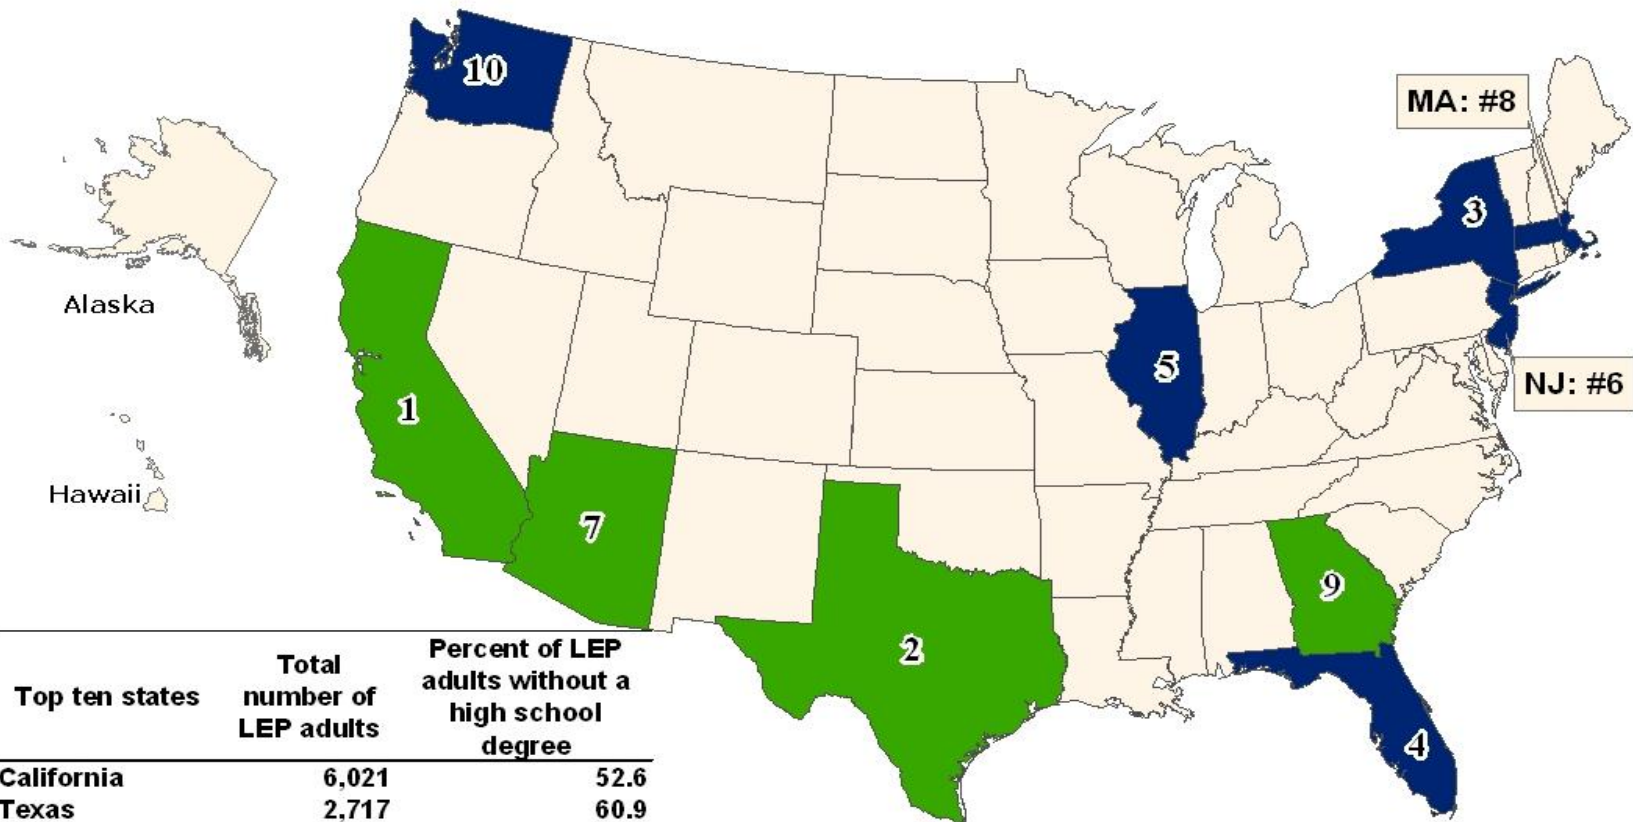 10
MA: #8
3
Alaska
5
NJ: #6
1
Hawaii
7
9
2
4
Top ten states
Total
number of
LEP adults
Percent of LEP
adults without a
high school
degree
California 6,021 52.6
Texas 2,717 60.9